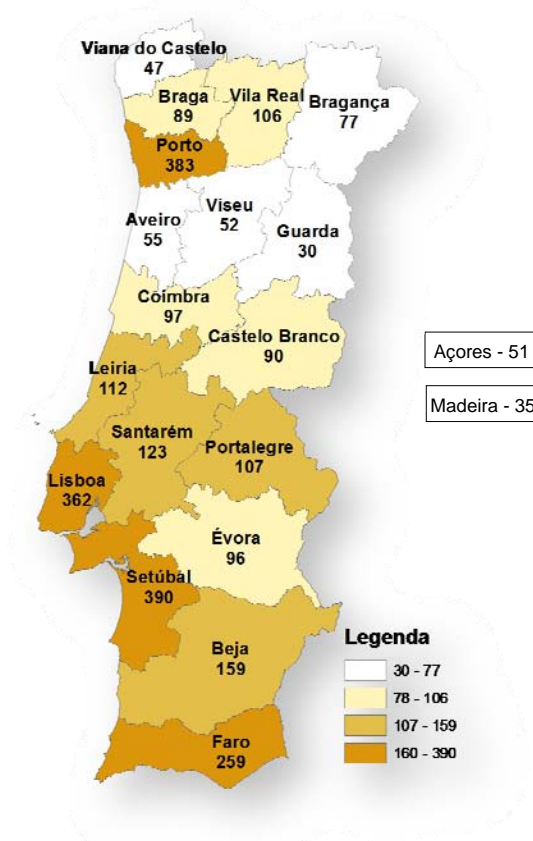 Viana do Castelo
47
Braga
89
Vila Real
106
Bragança
77
Porto
383
Aveiro
55
Viseu
52
Guarda
30
Coimbra
97
Castelo Branco
90
Açores - 51
Leiria
112
Madeira - 35
Santarém
123
Portalegre
107
Lisboa
362
Évora
96
Setúbal
390
Beja
159
Faro
259
Legenda
30 - 77
78 - 106
107 - 159
160 - 390